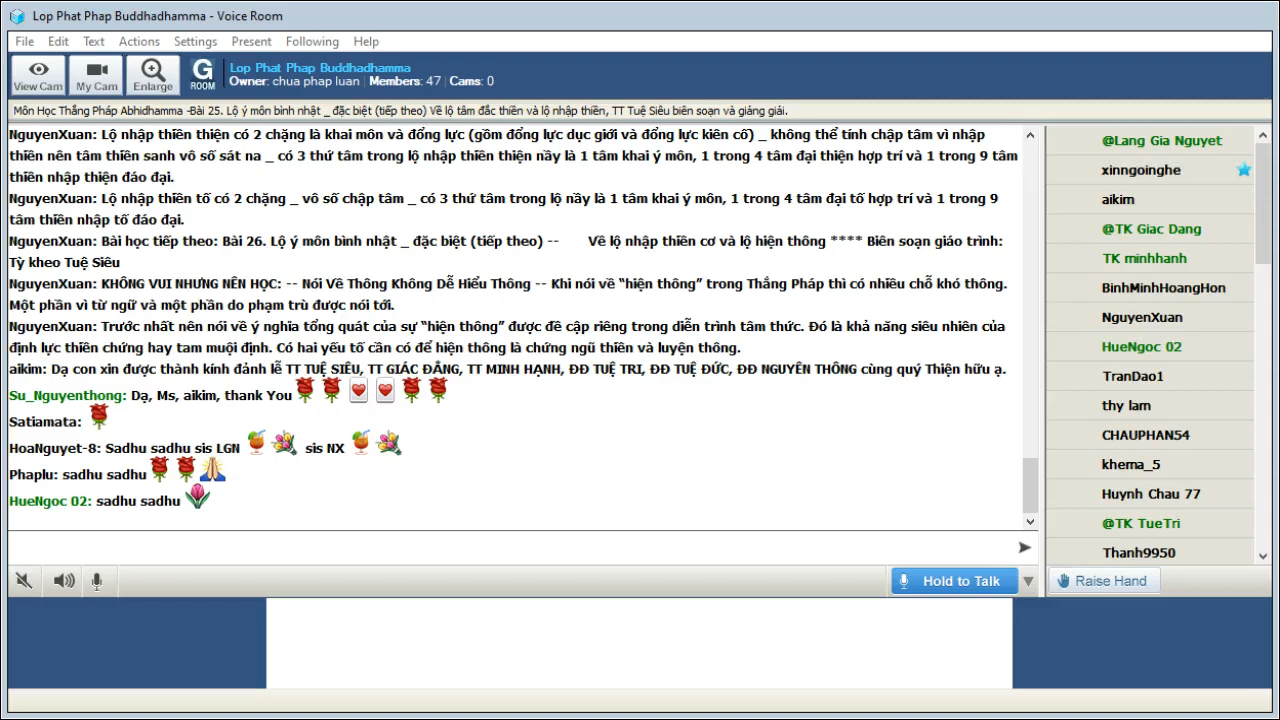 Lop Phat Phap Buddhadhamma - Voice Room
File Edit Text Actions Settings Present Following Help
View Cam My Cam Enlarge G ROOM
Lop Phat Phap Buddhadhamma
Owner: chua phap luan | Members: 47 | Cams: 0
Môn Học Thắng Pháp Abhidhamma -Bài 25. Lộ ý môn bình nhật _ đặc biệt (tiếp theo) Về lộ tâm đắc thiền và lộ nhập thiền, TT Tuệ Siêu biên soạn và giảng giải.
NguyenXuan: Lộ nhập thiền thiện có 2 chặng là khai môn và đổng lực (gồm đổng lực dục giới và đổng lực kiên cố) _ không thể tính chập tâm vì nhập
thiền nên tâm thiền sanh vô số sát na _ có 3 thứ tâm trong lộ nhập thiền thiện nầy là 1 tâm khai ý môn, 1 trong 4 tâm đại thiện hợp trí và 1 trong 9 tâm
thiền nhập thiện đáo đại.
NguyenXuan: Lộ nhập thiền tố có 2 chặng _ vô số chập tâm _ có 3 thứ tâm trong lộ nầy là 1 tâm khai ý môn, 1 trong 4 tâm đại tố hợp trí và 1 trong 9
tâm thiền nhập tố đáo đại.
NguyenXuan: Bài học tiếp theo: Bài 26. Lộ ý môn bình nhật _ đặc biệt (tiếp theo) -- Về lộ nhập thiền cơ và lộ hiện thông **** Biên soạn giáo trình:
Tỳ kheo Tuệ Siêu
NguyenXuan: KHÔNG VUI NHƯNG NÊN HỌC: -- Nói Về Thông Không Dễ Hiểu Thông -- Khi nói về “hiện thông” trong Thắng Pháp thì có nhiều chỗ khó thông.
Một phần vì từ ngữ và một phần do phạm trù được nói tới.
NguyenXuan: Trước nhất nên nói về ý nghĩa tổng quát của sự “hiện thông” được đề cập riêng trong diễn trình tâm thức. Đó là khả năng siêu nhiên của
định lực thiền chứng hay tam muội định. Có hai yếu tố cần có để hiện thông là chứng ngũ thiền và luyện thông.
aikim: Dạ con xin được thành kính đảnh lễ TT TUỆ SIÊU, TT GIÁC ĐẲNG, TT MINH HẠNH, ĐĐ TUỆ TRI, ĐĐ TUỆ ĐỨC, ĐĐ NGUYÊN THÔNG cùng quý Thiện hữu ạ.
Su_Nguyenthong: Dạ, Ms, aikim, thank You
Satiamata:
HoaNguyet-8: Sadhu sadhu sis LGN sis NX
Phaplu: sadhu sadhu
HueNgoc 02: sadhu sadhu
Hold to Talk
@Lang Gia Nguyet
xinngoinghe
aikim
@TK Giac Dang
TK minhhanh
BinhMinhHoangHon
NguyenXuan
HueNgoc 02
TranDao1
thy lam
CHAUPHAN54
khema_5
Huynh Chau 77
@TK TueTri
Thanh9950
Raise Hand